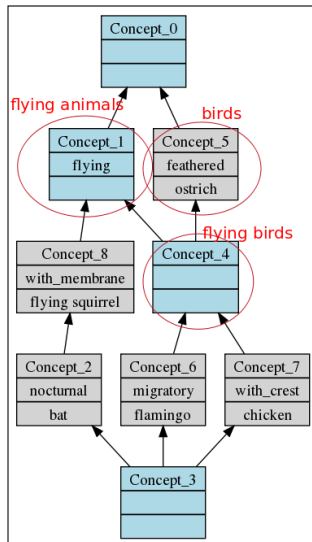 Concept_0
flying animals
birds
Concept_1
flying
Concept_5
feathered
ostrich
flying birds
Concept_8
with_membrane
flying squirrel
Concept_4
Concept_2
nocturnal
bat
Concept_6
migratory
flamingo
Concept_7
with_crest
chicken
Concept_3